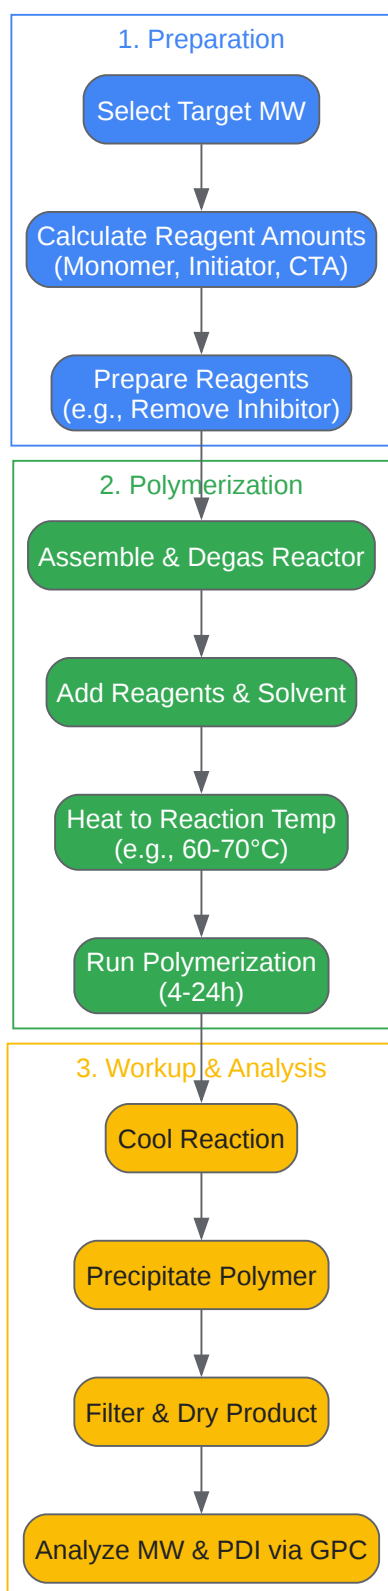 1. Preparation
Select Target MW
Calculate Reagent Amounts
(Monomer, Initiator, CTA)
Prepare Reagents
(e.g., Remove Inhibitor)
2. Polymerization
Assemble & Degas Reactor
Add Reagents & Solvent
Heat to Reaction Temp
(e.g., 60-70°C)
Run Polymerization
(4-24h)
3. Workup & Analysis
Cool Reaction
Precipitate Polymer
Filter & Dry Product
Analyze MW & PDI via GPC